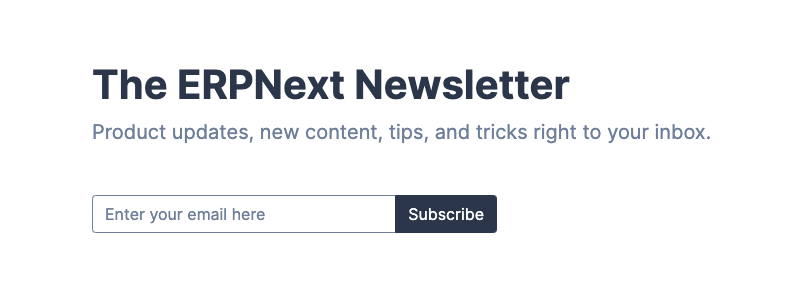 The ERPNext Newsletter
Product updates, new content, tips, and tricks right to your inbox.
Enter your email here
Subscribe